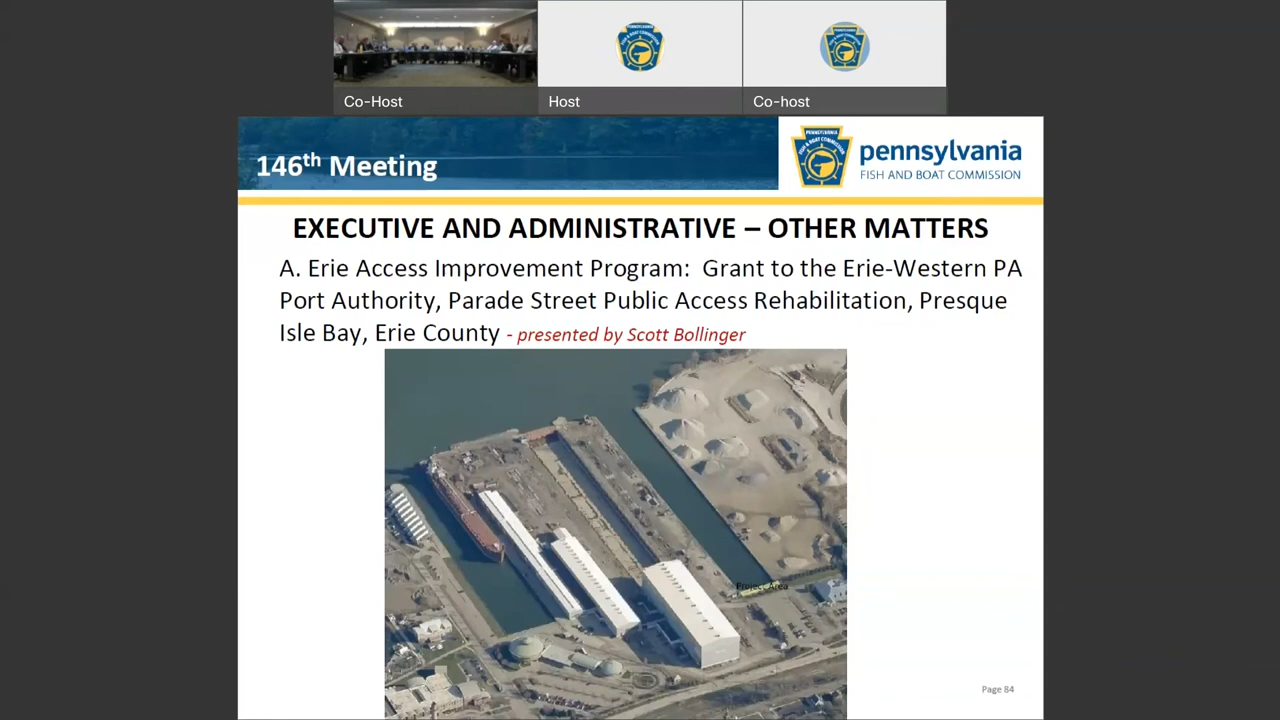 Co-Host
Host
Co-host
146th Meeting
pennsylvania
FISH AND BOAT COMMISSION
EXECUTIVE AND ADMINISTRATIVE – OTHER MATTERS
A. Erie Access Improvement Program: Grant to the Erie-Western PA
Port Authority, Parade Street Public Access Rehabilitation, Presque
Isle Bay, Erie County - presented by Scott Bollinger
Project Area
Page 84